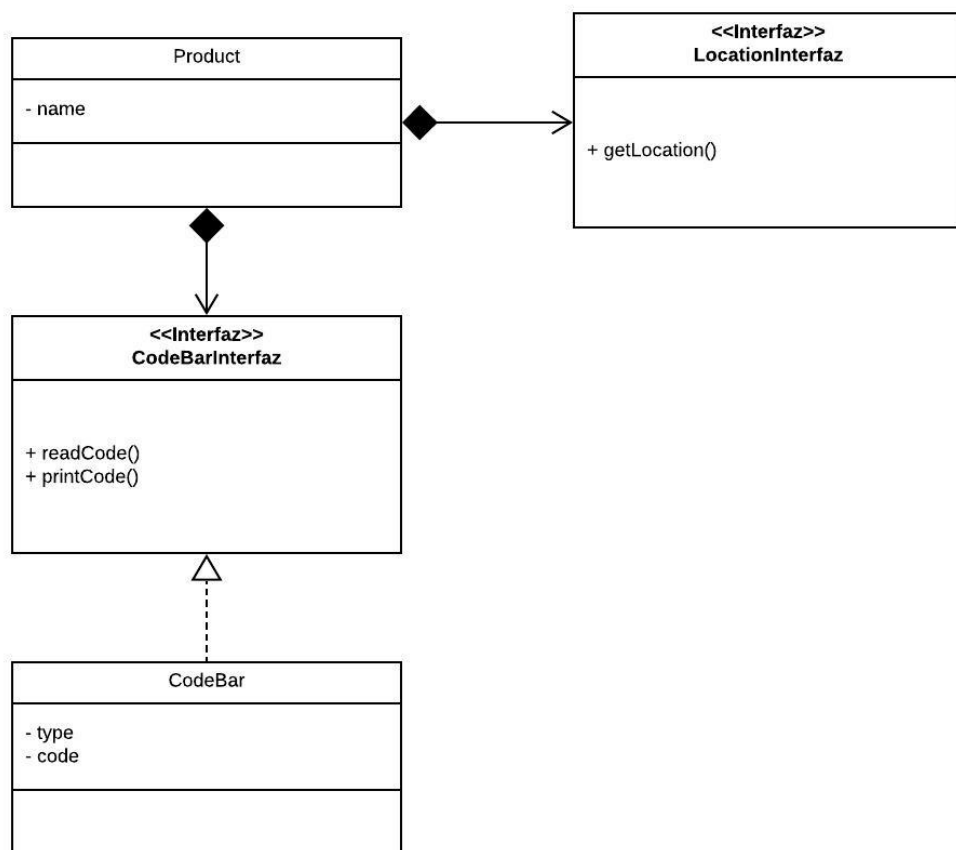 Product
- name
<<Interfaz>>
LocationInterfaz
+ getLocation()
<<Interfaz>>
CodeBarInterfaz
+ readCode()
+ printCode()
CodeBar
- type
- code